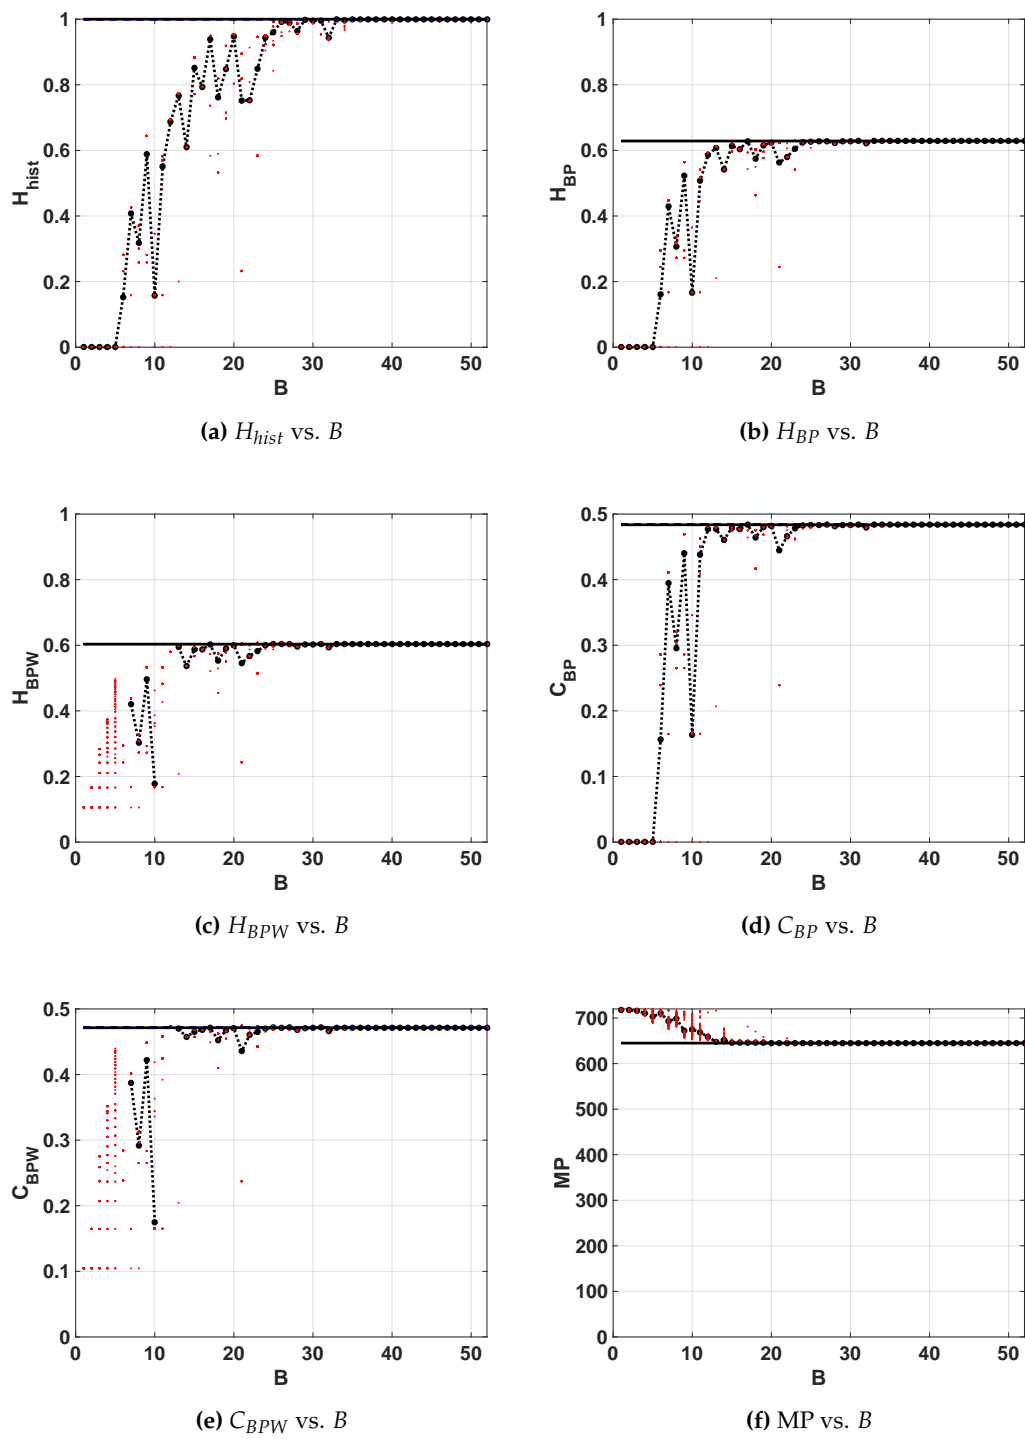 1
0.8
0.6
0.4
0.2
0
H_hist
0 10 20 30 40 50
B
(a) H_hist vs. B
1
0.8
0.6
0.4
0.2
0
H_BP
0 10 20 30 40 50
B
(b) H_BP vs. B
1
0.8
0.6
0.4
0.2
0
H_BPW
0 10 20 30 40 50
B
(c) H_BPW vs. B
0.5
0.4
0.3
0.2
0.1
0
C_BP
0 10 20 30 40 50
B
(d) C_BP vs. B
0.5
0.4
0.3
0.2
0.1
0
C_BPW
0 10 20 30 40 50
B
(e) C_BPW vs. B
700
600
500
400
300
200
100
0
MP
0 10 20 30 40 50
B
(f) MP vs. B